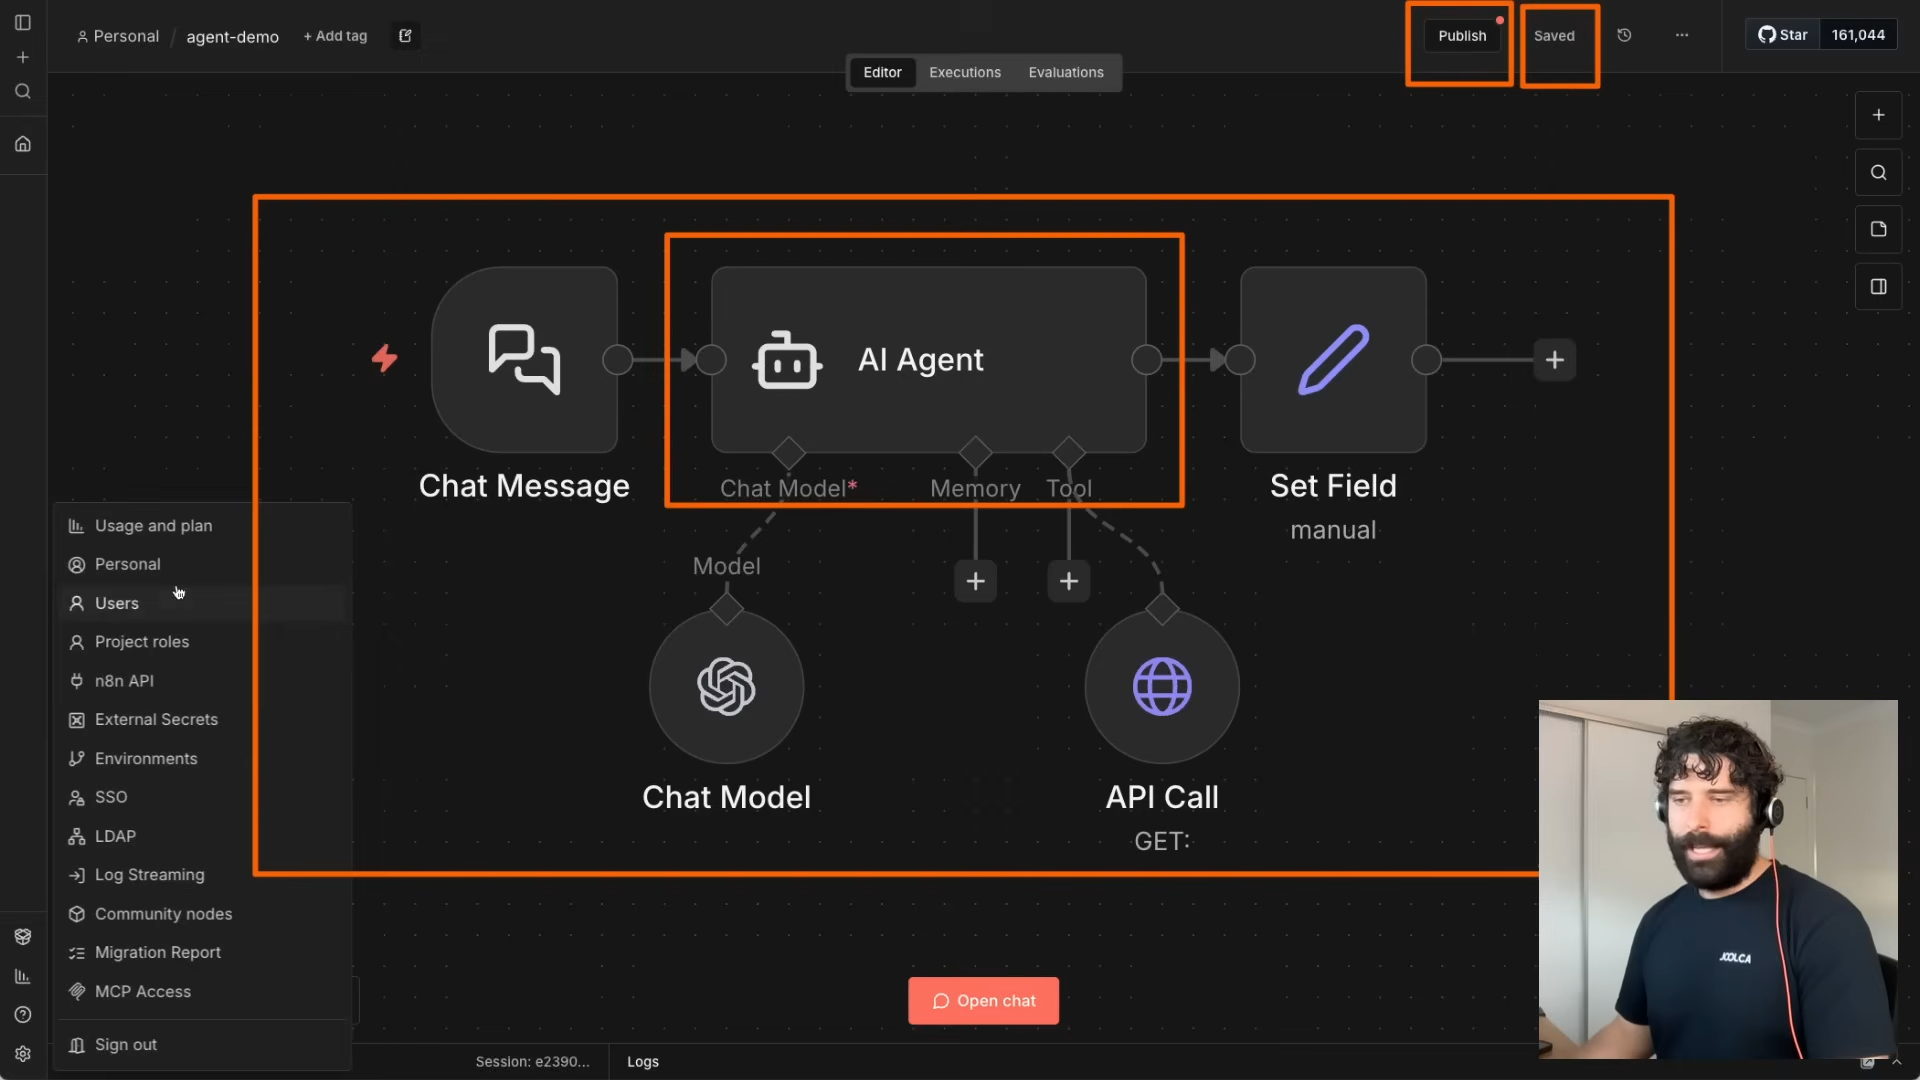 Personal / agent-demo + Add tag
Publish
Saved
Star 161,044
Editor Executions Evaluations
AI Agent
Chat Message
Chat Model*
Memory
Tool
Set Field
manual
Model
Chat Model
API Call
GET:
Usage and plan
Personal
Users
Project roles
n8n API
External Secrets
Environments
SSO
LDAP
Log Streaming
Community nodes
Migration Report
MCP Access
Sign out
Open chat
Session: e2390...
Logs
JOOLCA